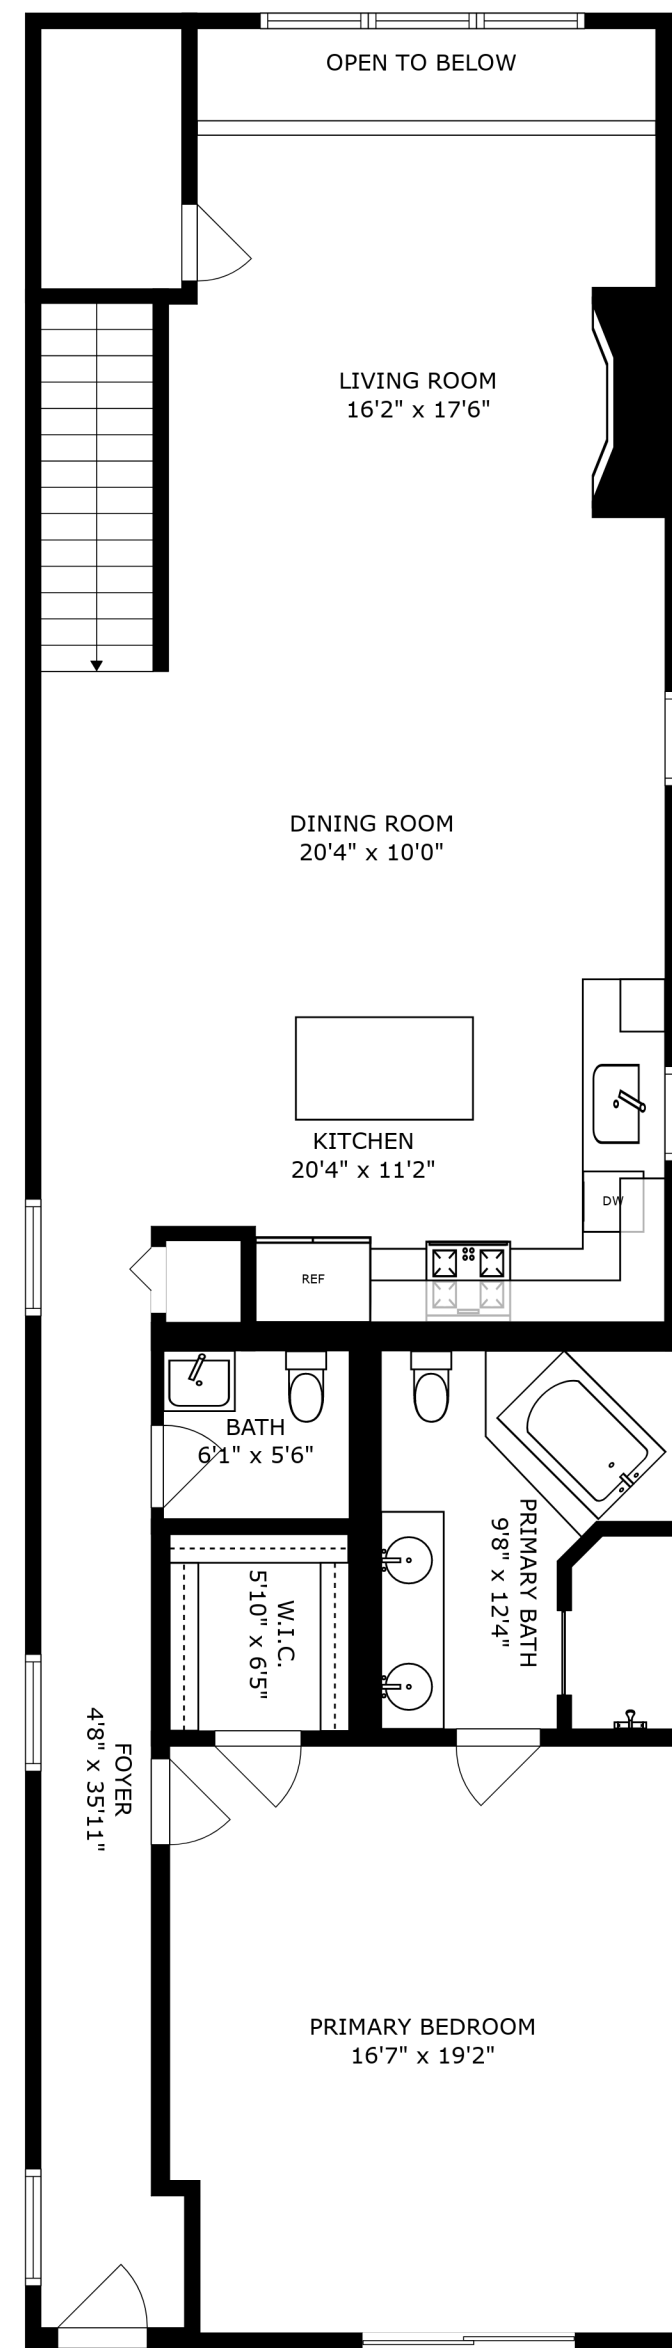 OPEN TO BELOW
LIVING ROOM
16'2" x 17'6"
DINING ROOM
20'4" x 10'0"
KITCHEN
20'4" x 11'2"
DW
REF
BATH
6'1" x 5'6"
PRIMARY BATH
9'8" x 12'4"
W.I.C.
5'10" x 6'5"
FOYER
4'8" x 35'11"
PRIMARY BEDROOM
16'7" x 19'2"